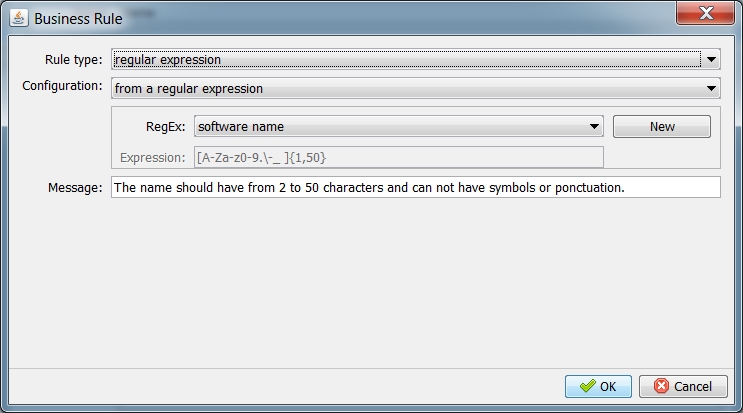 Business Rule
Rule type: regular expression
Configuration: from a regular expression
RegEx: software name New
Expression: [A-Za-z0-9.\-_ ]{1,50}
Message: The name should have from 2 to 50 characters and can not have symbols or ponctuation.
OK Cancel